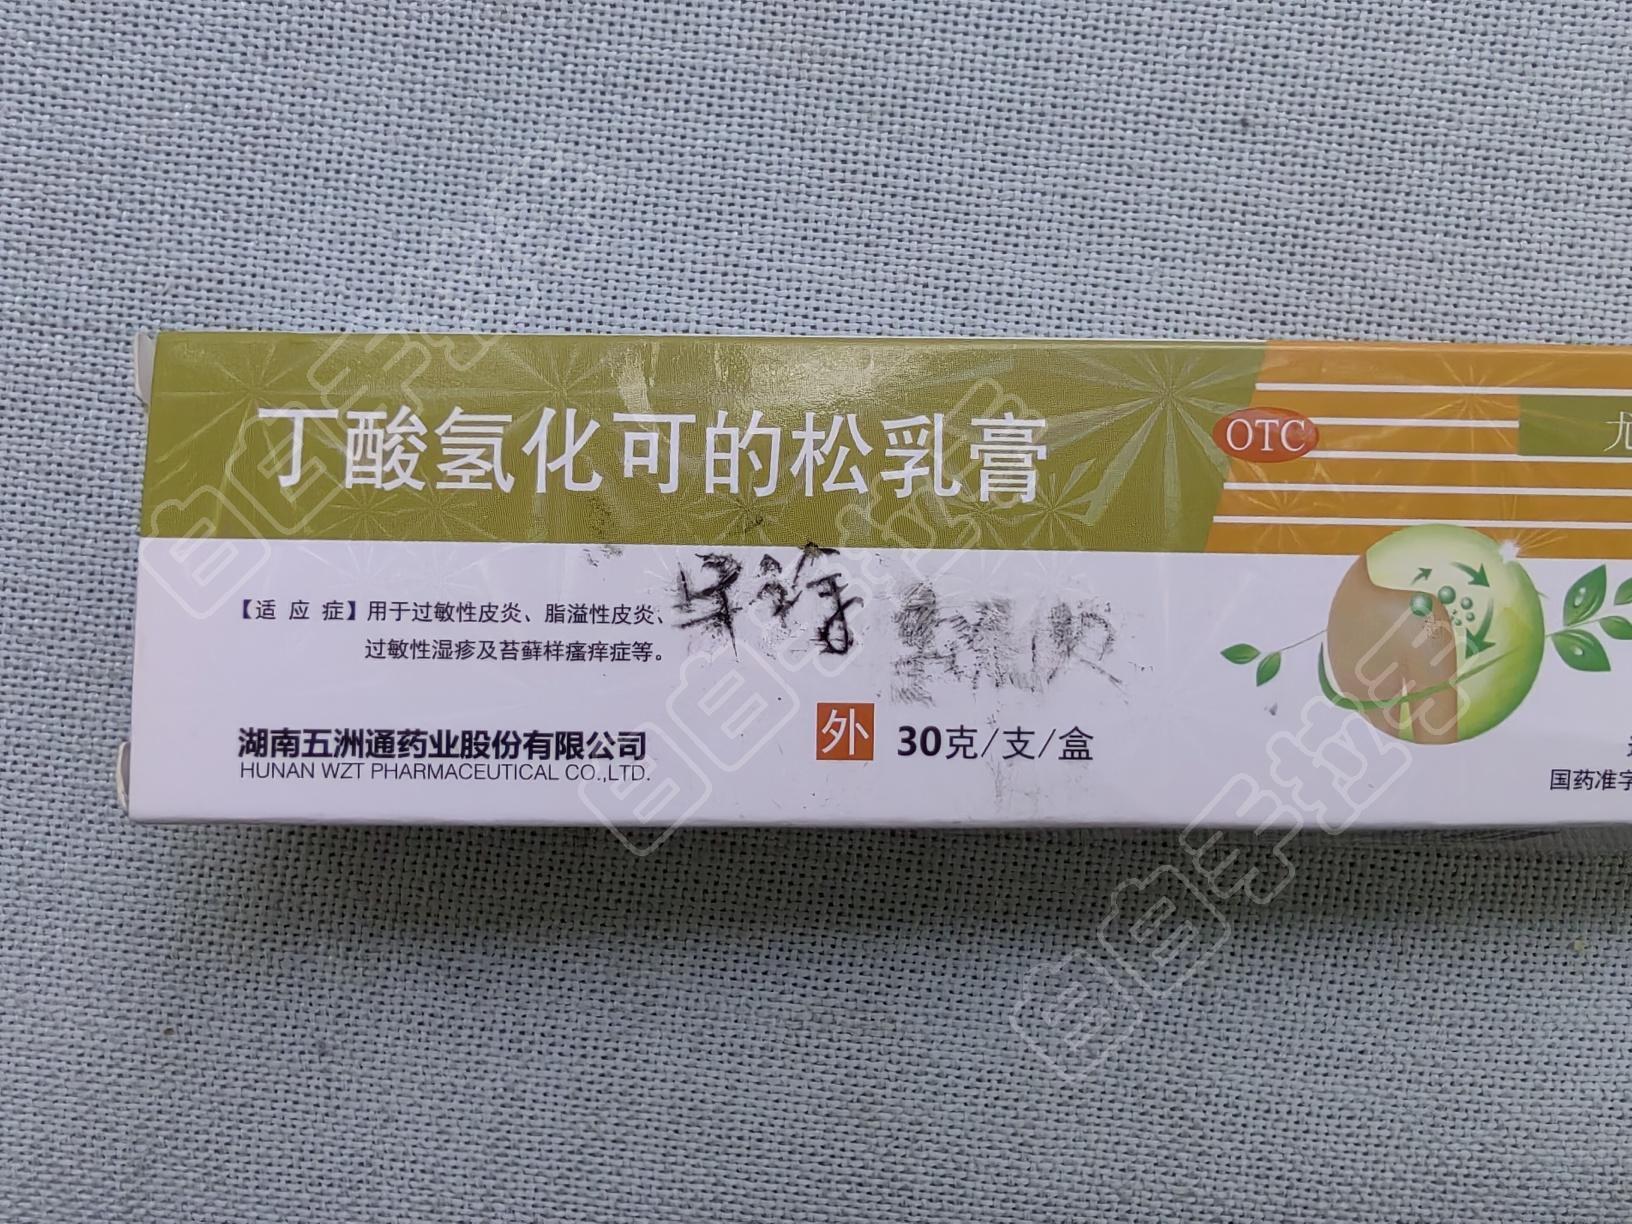 丁酸氢化可的松乳膏
OTC
尤
【适应症】用于过敏性皮炎、脂溢性皮炎、
过敏性湿疹及苔藓样瘙痒症等。
湖南五洲通药业股份有限公司
HUNAN WZT PHARMACEUTICAL CO.,LTD.
外
30克/支/盒
国药准字